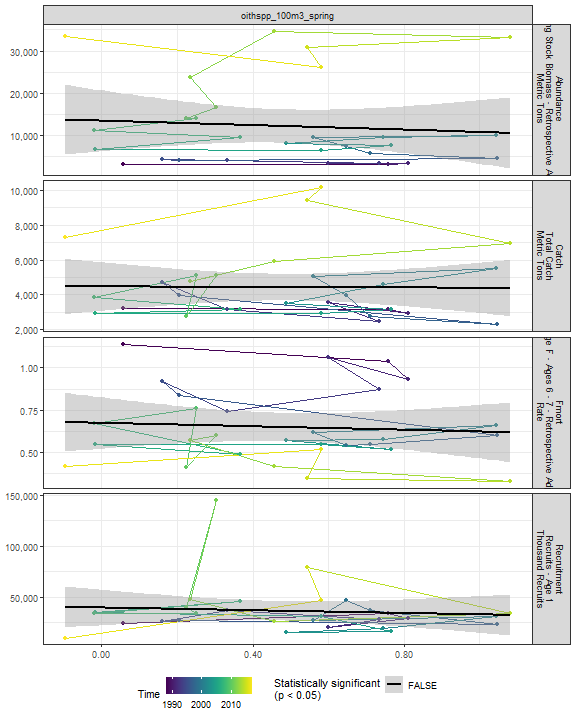 oithspp_100m3_spring
30,000
20,000
10,000
Abundance
ng Stock Biomass - Retrospective A
Metric Tons
10,000
8,000
6,000
4,000
2,000
Catch
Total Catch
Metric Tons
1.00
0.75
0.50
Fmort
ge F - Ages 6 - 7 - Retrospective Ad
Rate
150,000
100,000
50,000
Recruitment
Recruits - Age 1
Thousand Recruits
0.00 0.40 0.80
Time
1990 2000 2010
Statistically significant
(p < 0.05)
FALSE